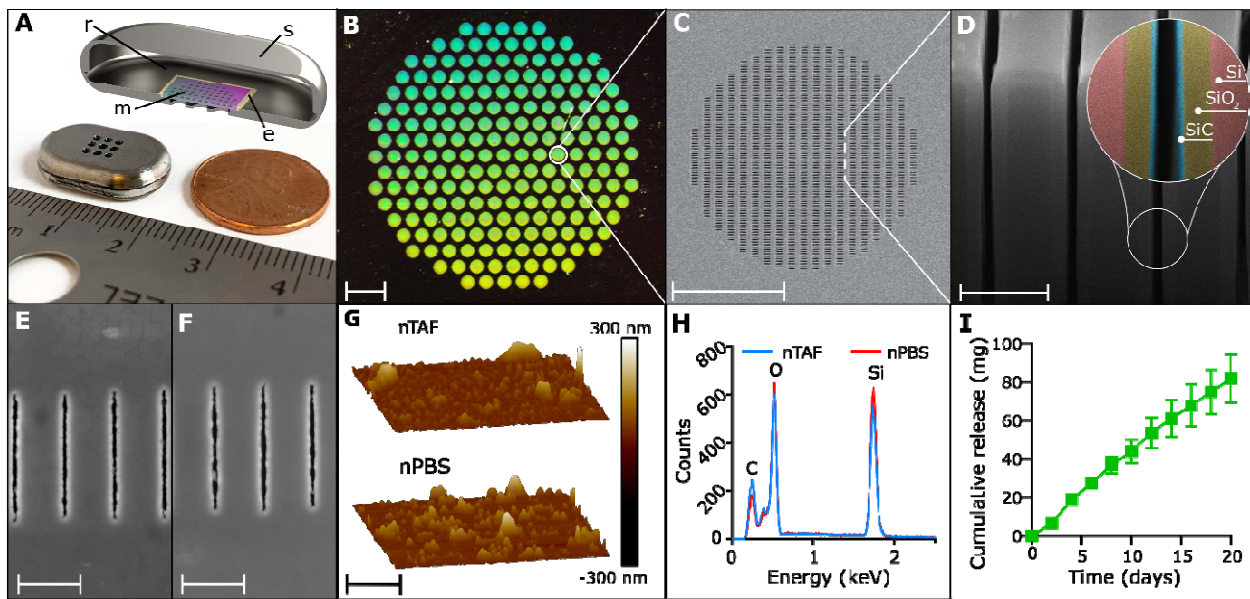 A
r
s
m
e
1
2
3
4
B
C
D
Si
SiO2
SiC
E
F
G
nTAF
300 nm
nPBS
-300 nm
H
800
600
400
200
0
Counts
nTAF
nPBS
C
O
Si
0
1
2
Energy (keV)
I
100
80
60
40
20
0
Cumulative release (mg)
0
5
10
15
20
Time (days)